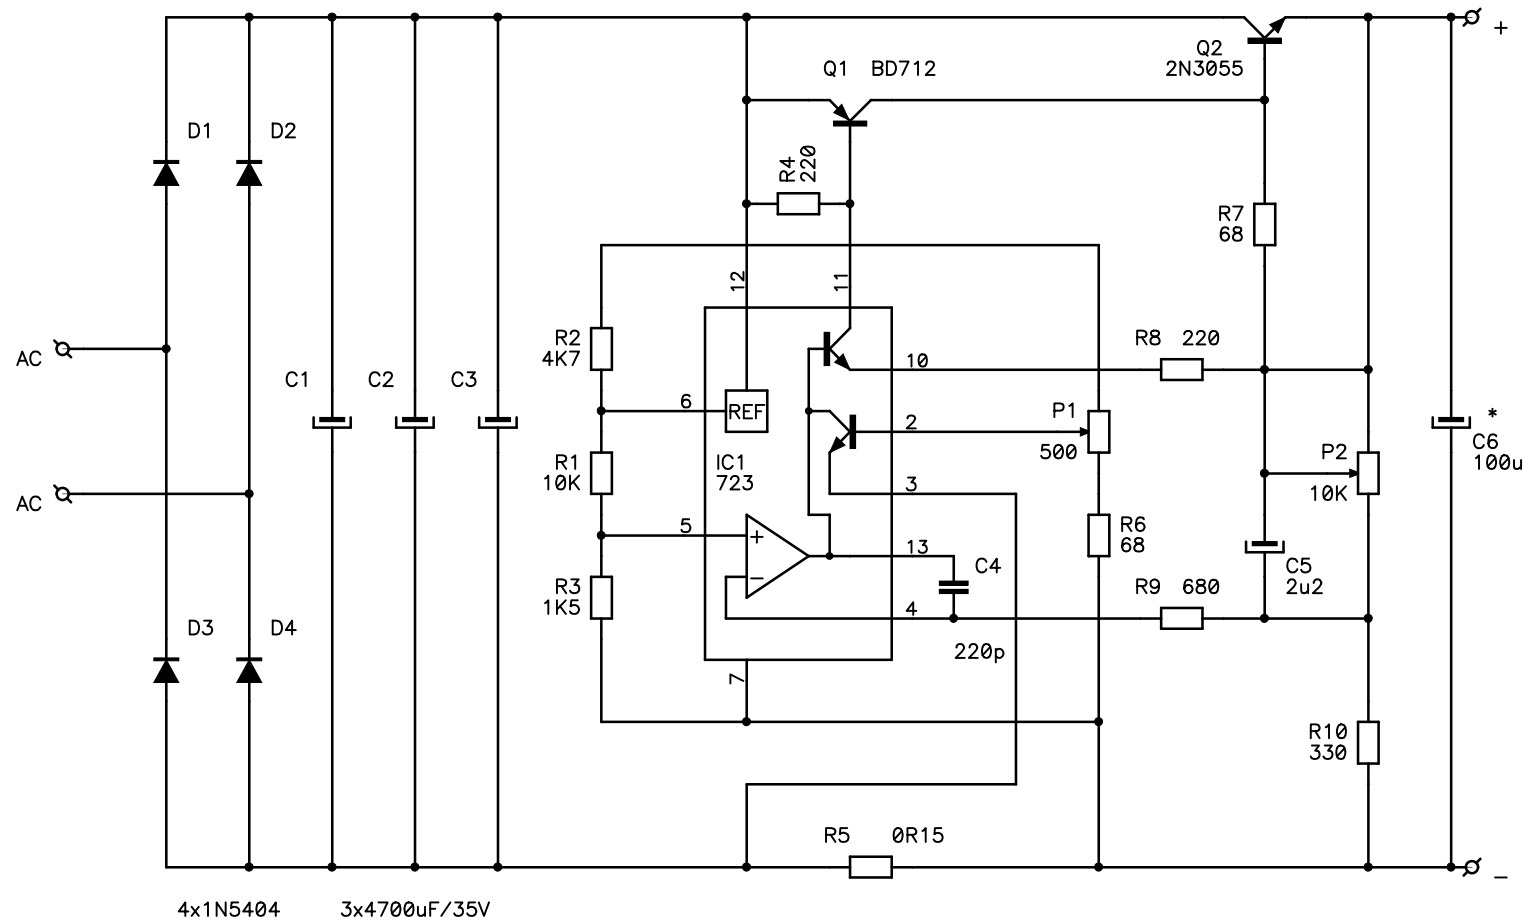 +
Q2
2N3055
Q1 BD712
D1
D2
R4
220
R7
68
12
11
R2
4K7
R8 220
10
AC
C1
C2
C3
6
REF
2
P1
500
*
C6
100u
P2
10K
R1
10K
IC1
723
3
AC
5
+
−
13
C4
R6
68
C5
2u2
R3
1K5
4
R9 680
D3
D4
220p
7
R10
330
R5 0R15
−
4x1N5404
3x4700uF/35V